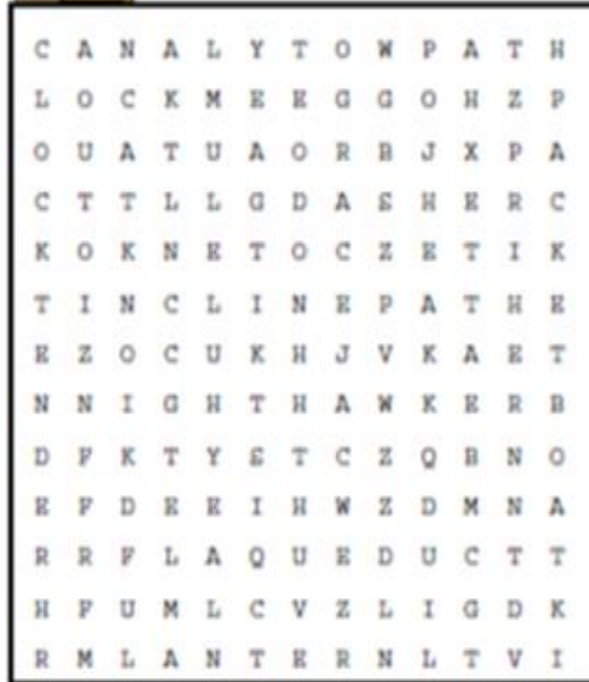 C A N A L Y T O W P A T H
L O C K M E E G G O H Z P
O U A T U A O R B J X P A
C T T L L G D A S H E R C
K O K N E T O C Z E T I K
T I N C L I N E P A T H E
E Z O C U K H J V K A E T
N N I G H T H A W K E R B
D F K T Y S T C Z Q B N O
E F D E E I H W Z D M N A
R R F L A Q U E D U C T T
H F U M L C V Z L I G D K
R M L A N T E R N L T V I